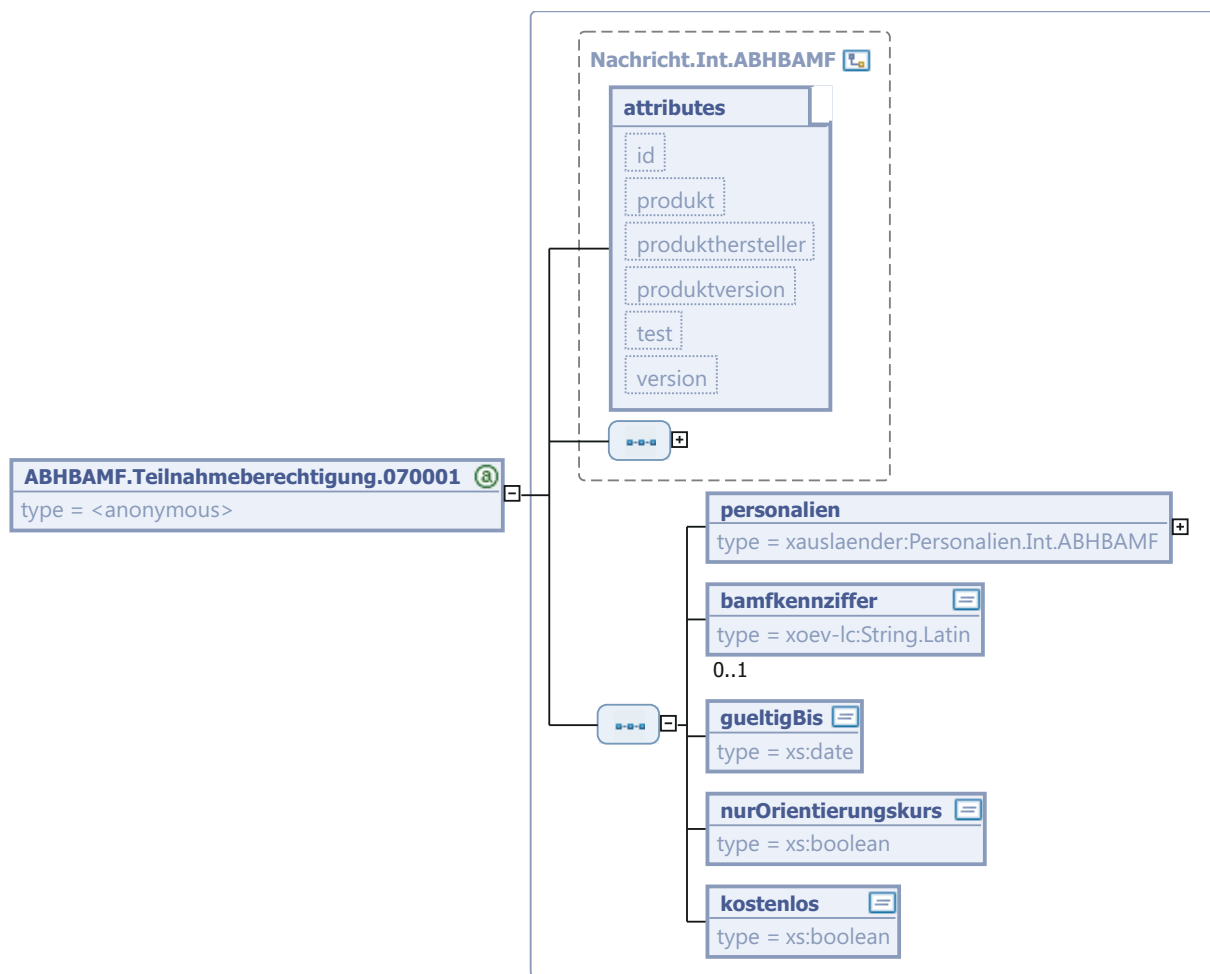 Nachricht.Int.ABHBAMF
attributes
id
produkt
produkthersteller
produktversion
test
version
ABHBAMF.Teilnahmeberechtigung.070001
type = <anonymous>
personalien
type = xauslaender:Personalien.Int.ABHBAMF
bamfkennziffer
type = xoev-lc:String.Latin
0..1
gueltigBis
type = xs:date
nurOrientierungskurs
type = xs:boolean
kostenlos
type = xs:boolean